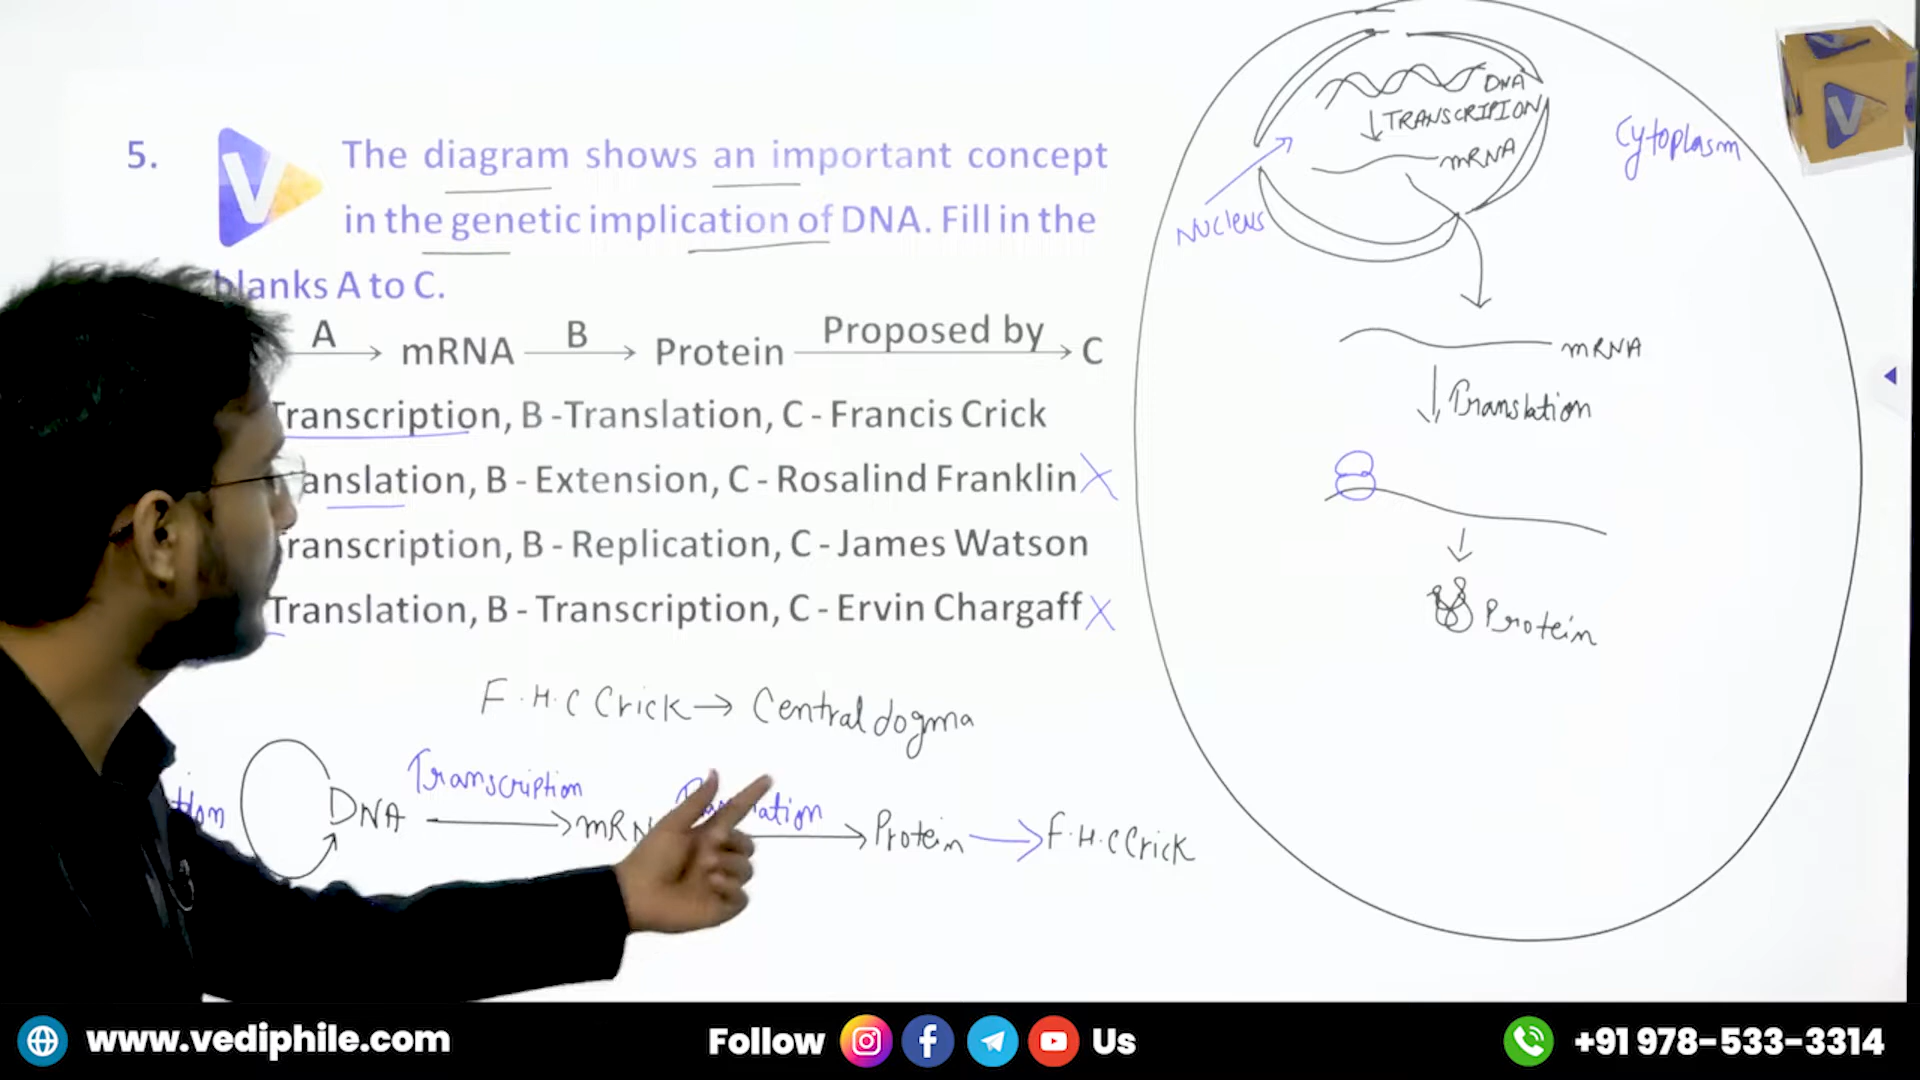 5.
The diagram shows an important concept
in the genetic implication of DNA. Fill in the
blanks A to C.
A mRNA B Protein Proposed by C
Transcription, B -Translation, C - Francis Crick
anslation, B - Extension, C - Rosalind Franklin X
ranscription, B - Replication, C - James Watson
Translation, B - Transcription, C - Ervin Chargaff X
F.H.C Crick → Central dogma
DNA Transcription → mRN → Protein → F.H.C Crick
DNA
↓ TRANSCRIPTION
mRNA
Nucleus
Cytoplasm
mRNA
↓ Translation
↓
Protein
www.vediphile.com
Follow Us
+91 978-533-3314